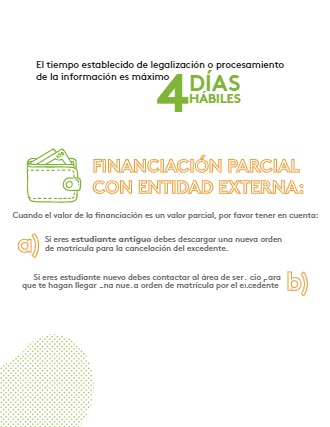 El tiempo establecido de legalización o procesamiento
de la información es máximo 4 DÍAS
HÁBILES
FINANCIACIÓN PARCIAL
CON ENTIDAD EXTERNA:
Cuando el valor de la financiación es un valor parcial, por favor tener en cuenta:
a) Si eres estudiante antiguo debes descargar una nueva orden
de matrícula para la cancelación del excedente.
Si eres estudiante nuevo debes contactar al área de
que te hagan llegar orden de matrícula por el excedente b)